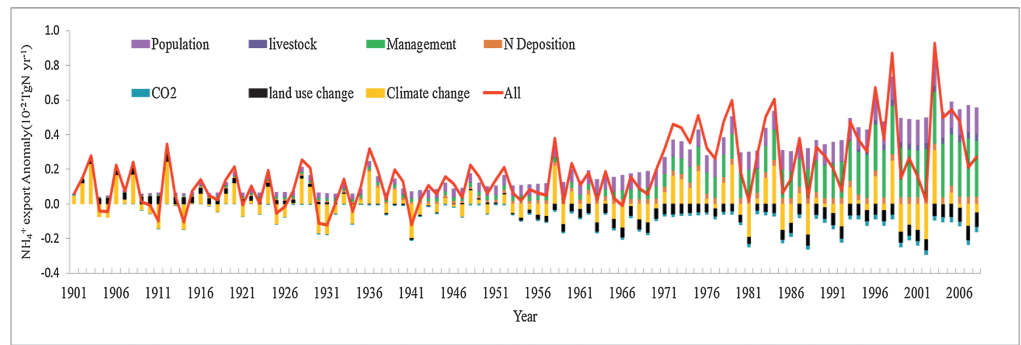 1.0
0.8
0.6
0.4
0.2
0.0
-0.2
-0.4
NH₄⁺ export Anomaly(10⁻²TgN yr⁻¹)
Population livestock Management N Deposition
CO2 land use change Climate change All
1901 1906 1911 1916 1921 1926 1931 1936 1941 1946 1951 1956 1961 1966 1971 1976 1981 1986 1991 1996 2001 2006
Year